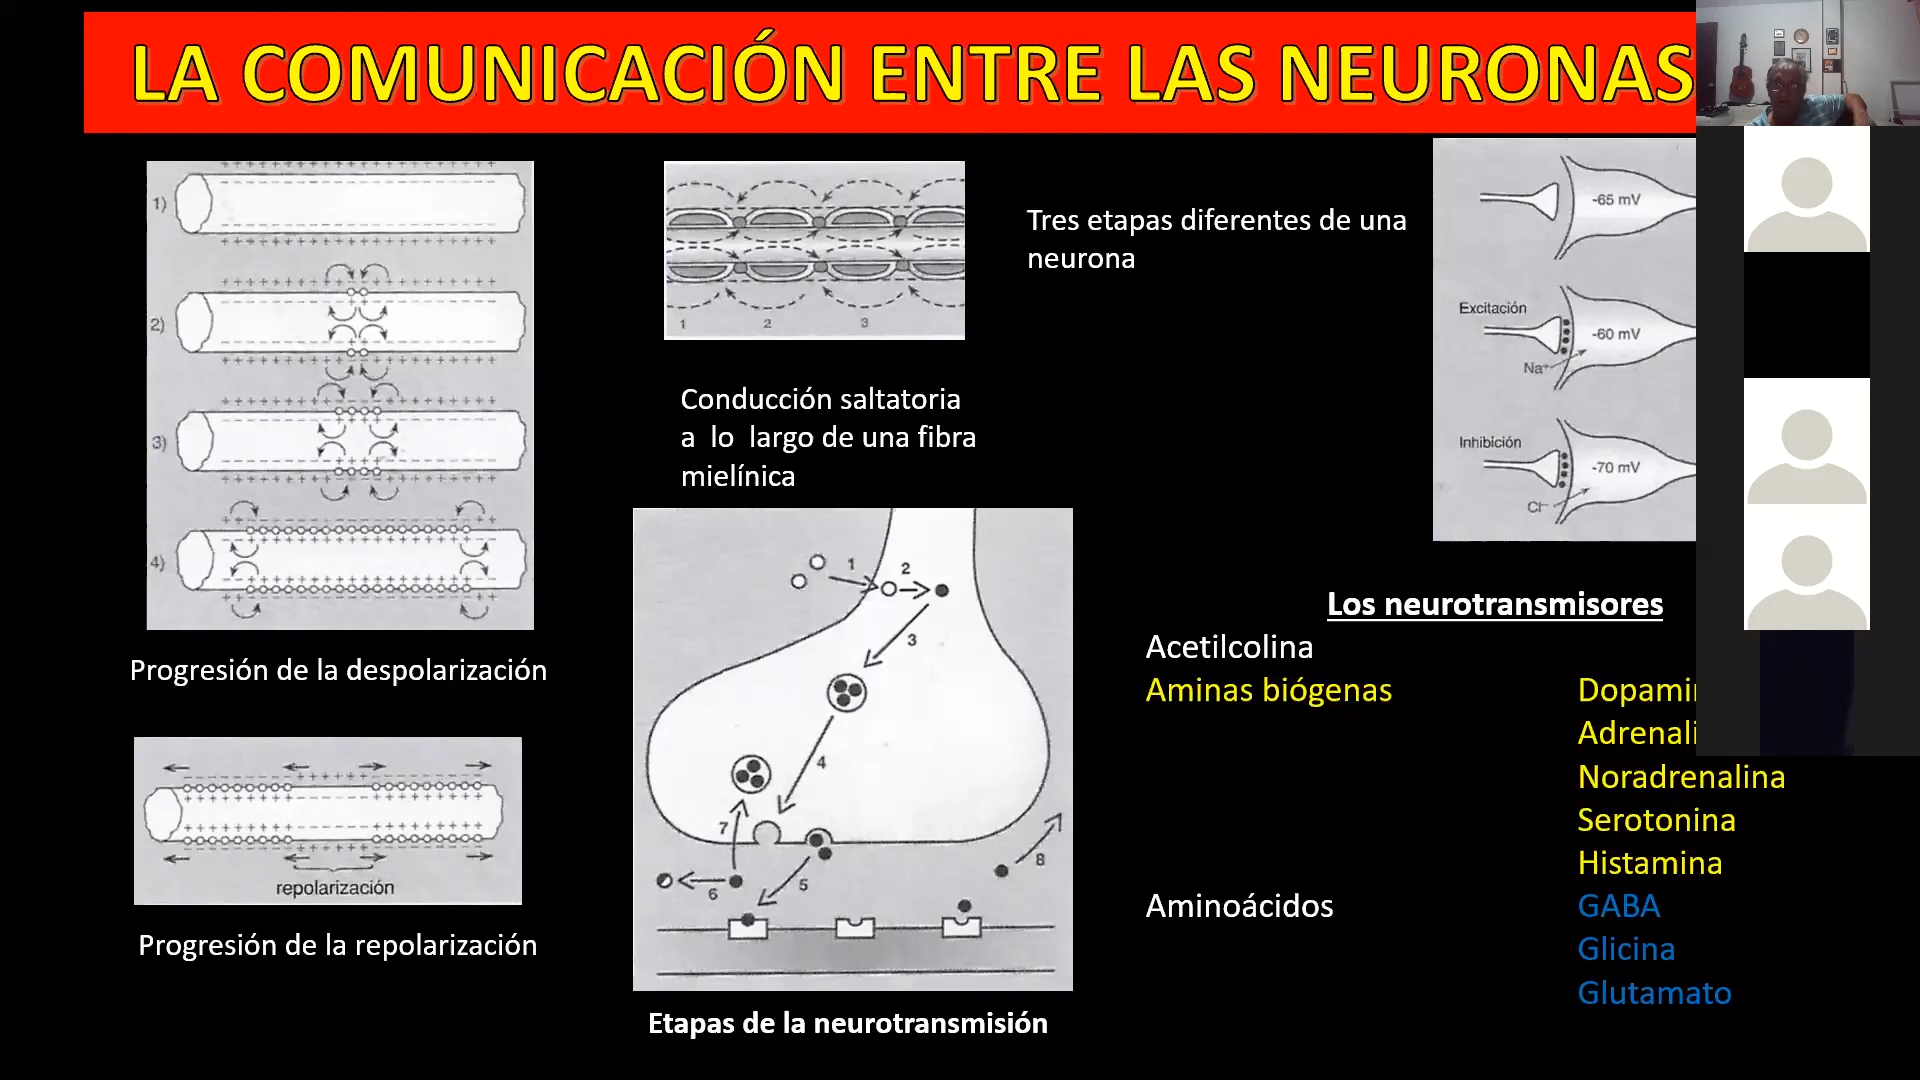 LA COMUNICACIÓN ENTRE LAS NEURONAS
1)
2)
3)
4)
Progresión de la despolarización
repolarización
Progresión de la repolarización
1 2 3
Conducción saltatoria
a lo largo de una fibra
mielínica
1
2
3
4
7
5
6
8
Etapas de la neurotransmisión
Tres etapas diferentes de una
neurona
-65 mV
Excitación
-60 mV
Na+
Inhibición
-70 mV
Cl-
Los neurotransmisores
Acetilcolina
Aminas biógenas
Noradrenalina
Serotonina
Histamina
Aminoácidos GABA
Glicina
Glutamato